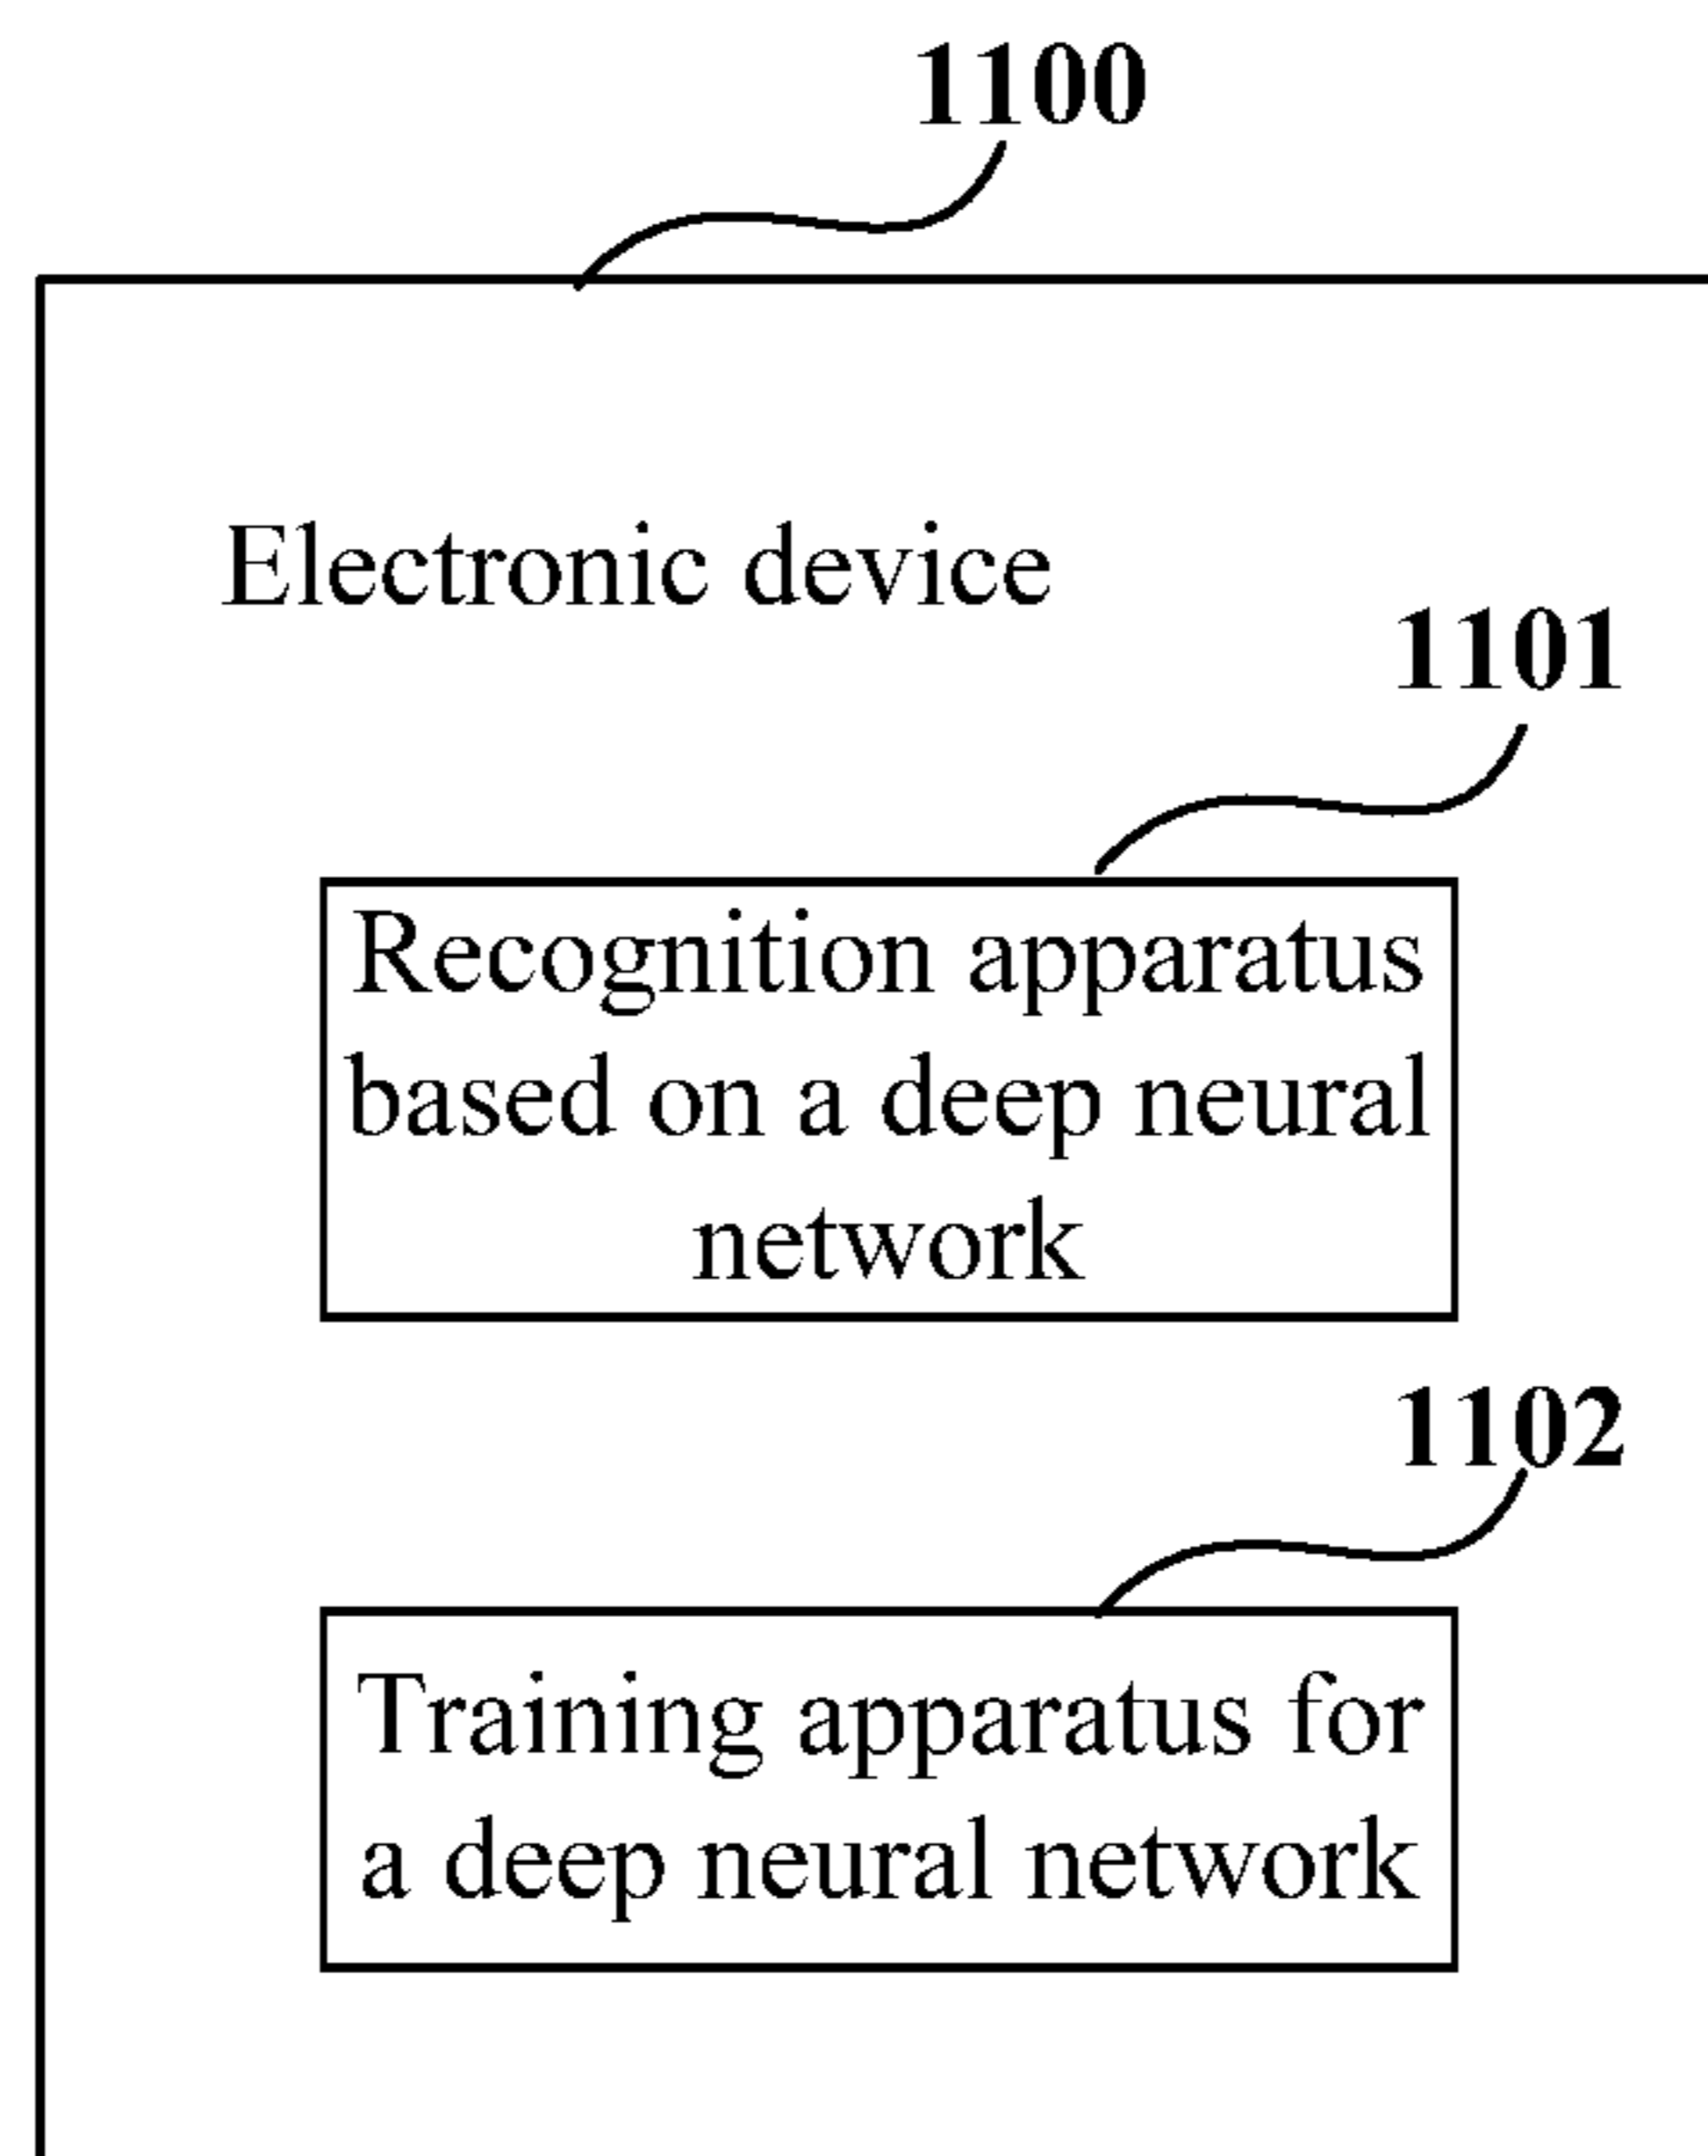 1100
Electronic device
1101
Recognition apparatus
based on a deep neural
network
1102
Training apparatus for
a deep neural network